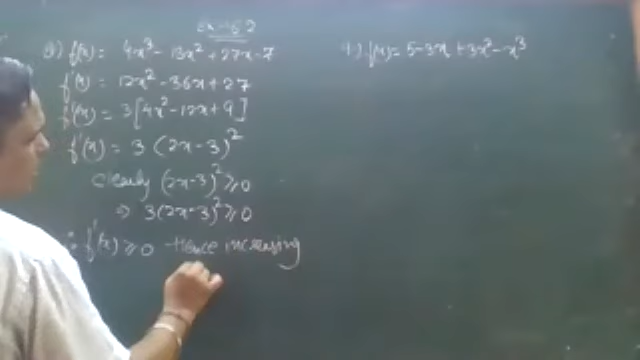 Ex-16.2
8) f(x) = 4x³ - 18x² + 27x - 7
f'(x) = 12x² - 36x + 27
f'(x) = 3[4x² - 12x + 9]
f'(x) = 3 (2x-3)²
Clearly (2x-3)² ≥ 0
⇒ 3(2x-3)² ≥ 0
∴ f'(x) ≥ 0 Hence increasing
9.) f(x) = 5-3x + 3x² - x³